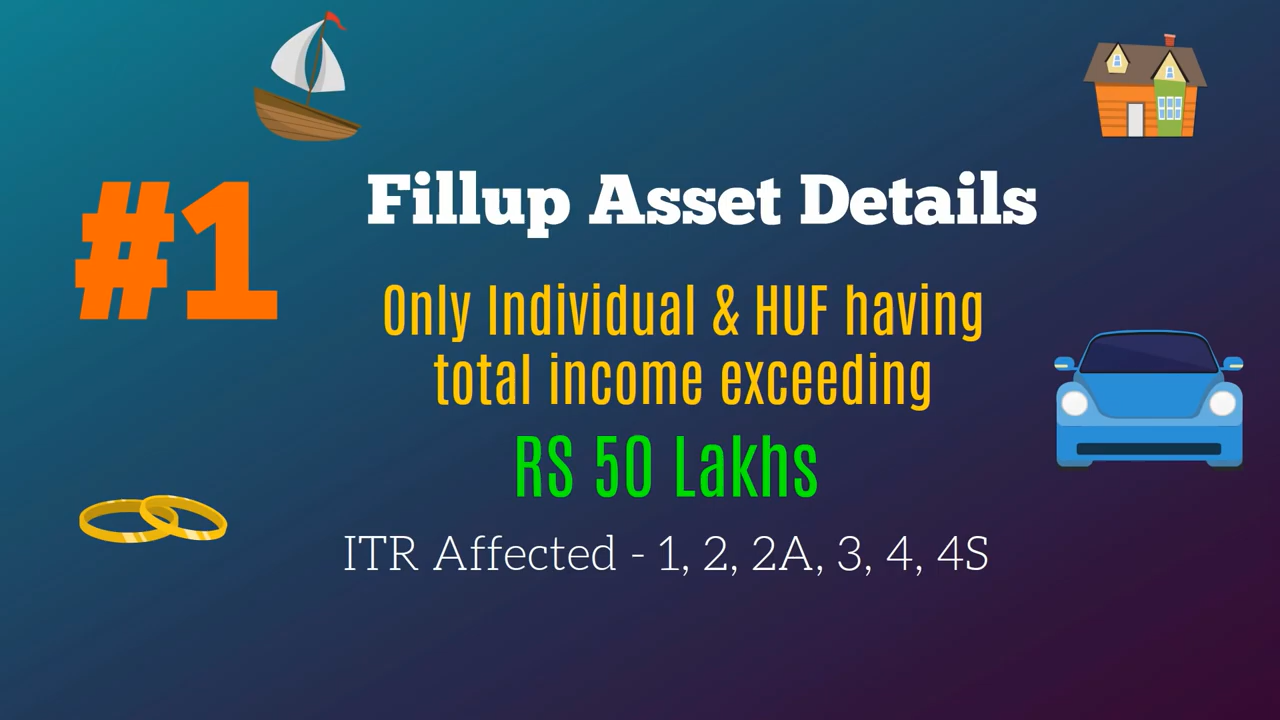 #1
Fillup Asset Details
Only Individual & HUF having
total income exceeding
RS 50 Lakhs
ITR Affected - 1, 2, 2A, 3, 4, 4S